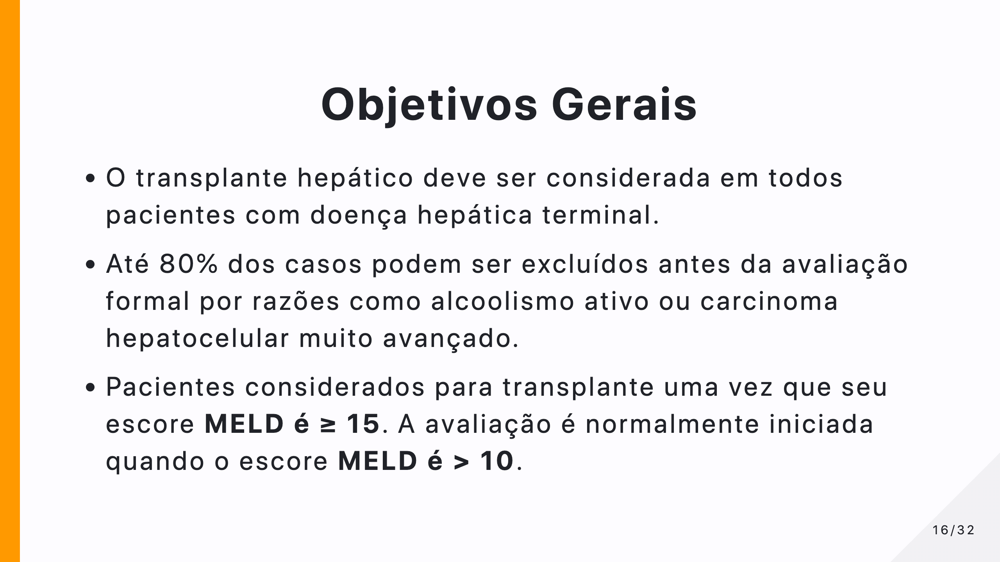 Objetivos Gerais
• O transplante hepático deve ser considerada em todos
pacientes com doença hepática terminal.
• Até 80% dos casos podem ser excluídos antes da avaliação
formal por razões como alcoolismo ativo ou carcinoma
hepatocelular muito avançado.
• Pacientes considerados para transplante uma vez que seu
escore MELD é ≥ 15. A avaliação é normalmente iniciada
quando o escore MELD é > 10.
16/32